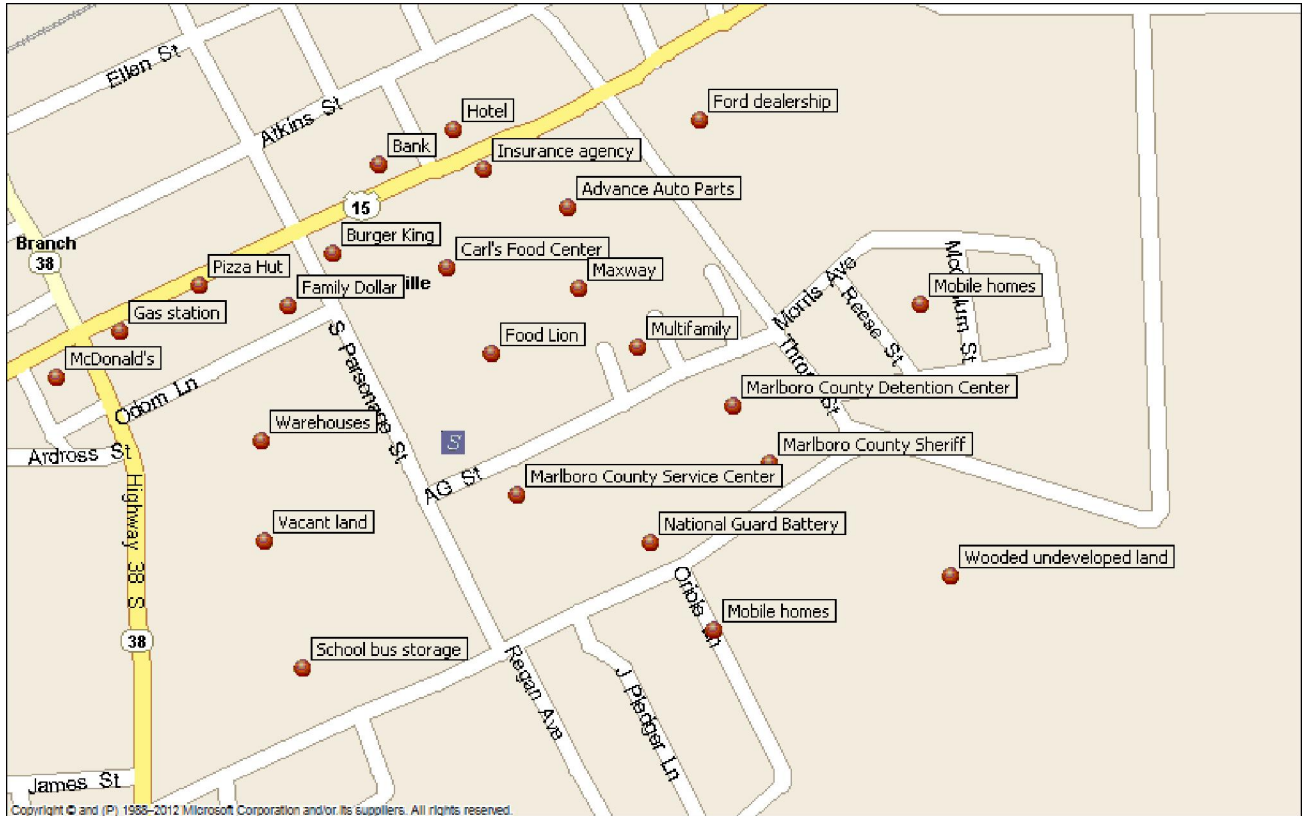 Ellen St
Atkins St
Hotel
Ford dealership
Bank
Insurance agency
Advance Auto Parts
15
Branch
38
Burger King
Carl's Food Center
Pizza Hut
Family Dollar
ille
Maxway
Morris Ave
Reese St
Mobile homes
Gas station
S Parsonage St
Food Lion
Multifamily
McDonald's
Odom Ln
Marlboro County Detention Center
Warehouses
S
Ardross St
Marlboro County Sheriff
AG St
Marlboro County Service Center
Highway 38 S
Vacant land
National Guard Battery
Wooded undeveloped land
Oriole Ln
Mobile homes
38
School bus storage
Regan Ave
J Pledger Ln
James St
Copyright © and (P) 1988–2012 Microsoft Corporation and/or its suppliers. All rights reserved.